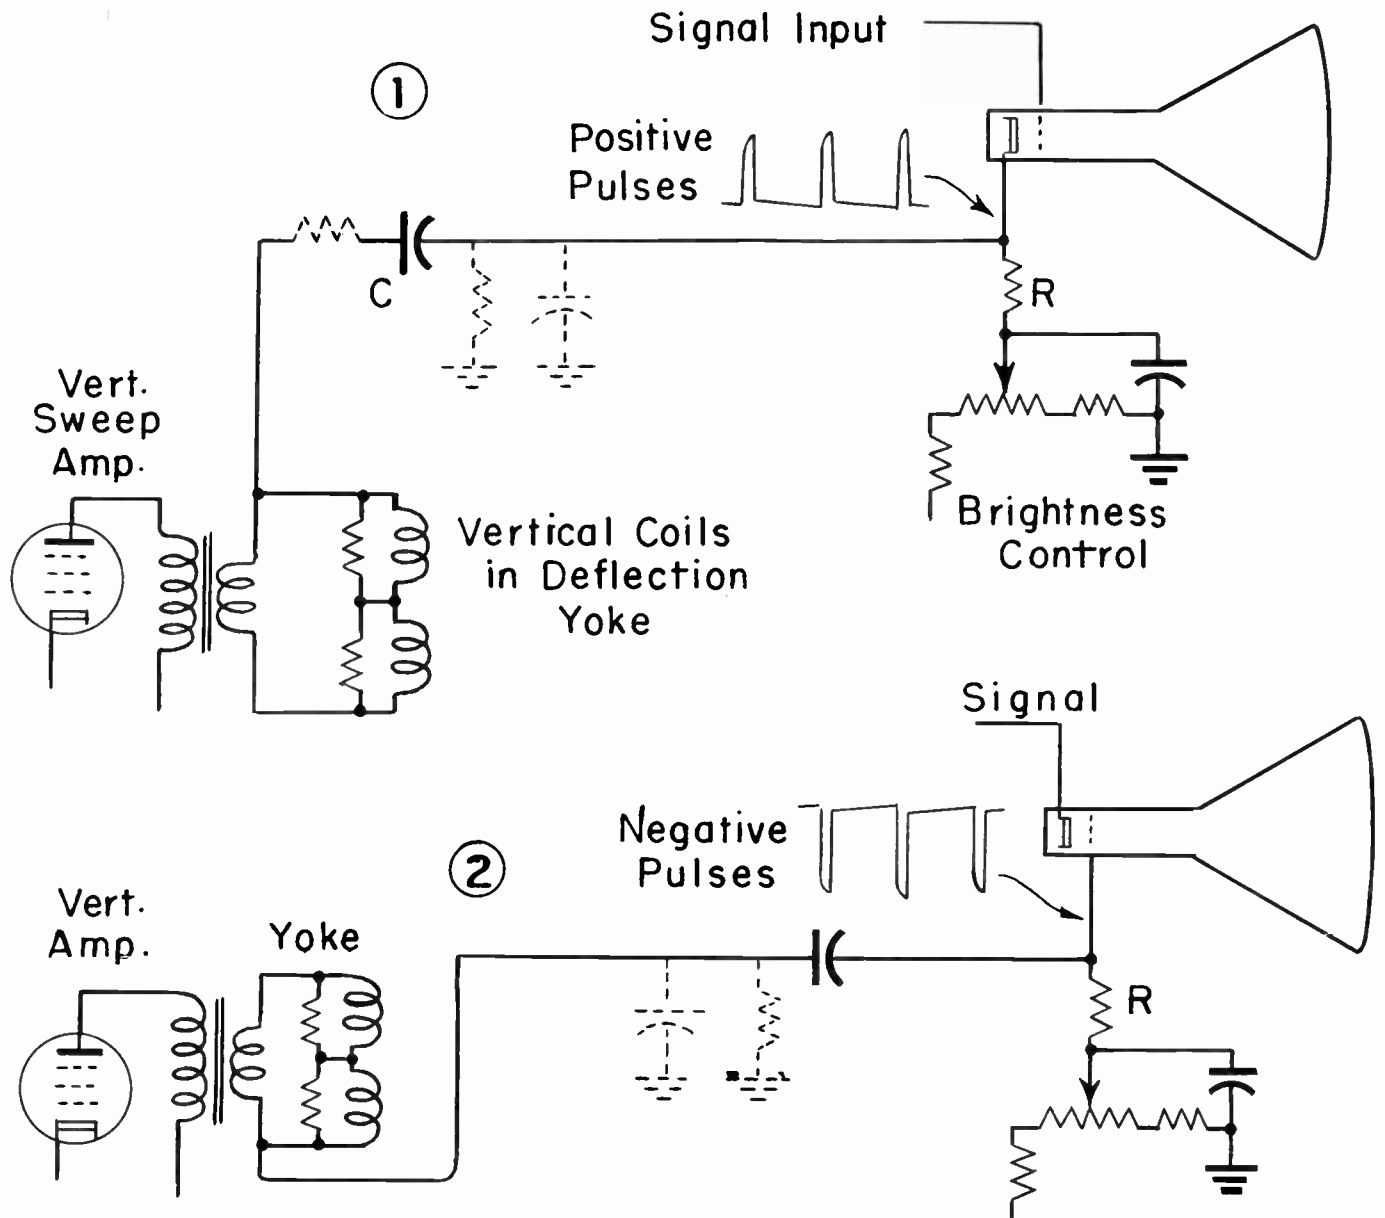 Signal Input
1
Positive
Pulses
C
R
Vert.
Sweep
Amp.
Brightness
Control
Vertical Coils
in Deflection
Yoke
Signal
2
Negative
Pulses
Vert.
Amp.
Yoke
R